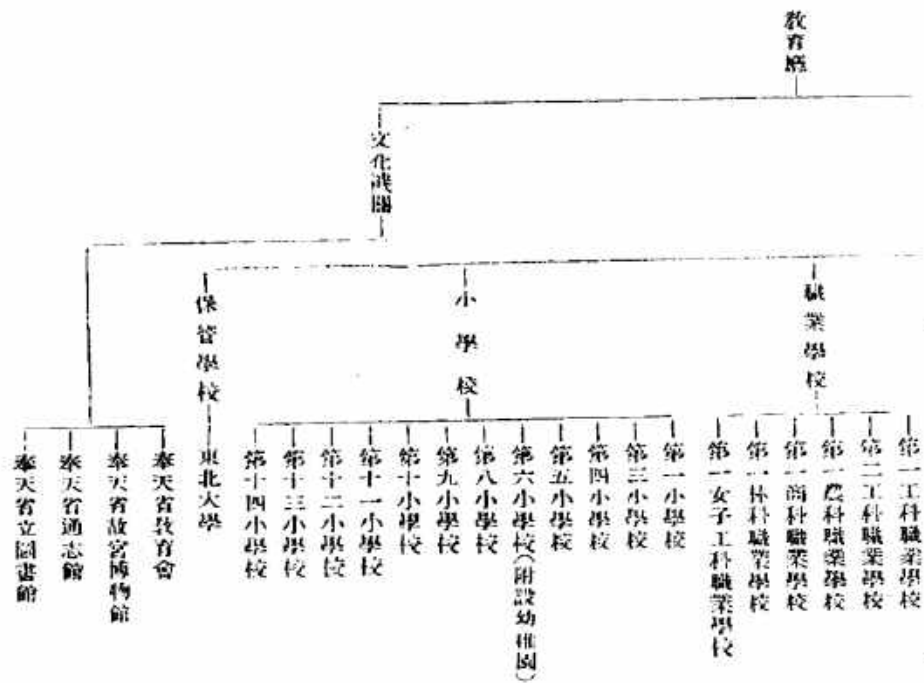 教育廳
職業學校
第一工科職業學校
第二工科職業學校
第一農科職業學校
第一商科職業學校
第一林科職業學校
第一女子工科職業學校
小學校
第一小學校
第三小學校
第四小學校
第五小學校
第六小學校(附設幼稚園)
第八小學校
第九小學校
第十小學校
第十一小學校
第十二小學校
第十三小學校
第十四小學校
保管學校
東北大學
文化機關
奉天省教育會
奉天省故宮博物館
奉天省通志館
奉天省立圖書館